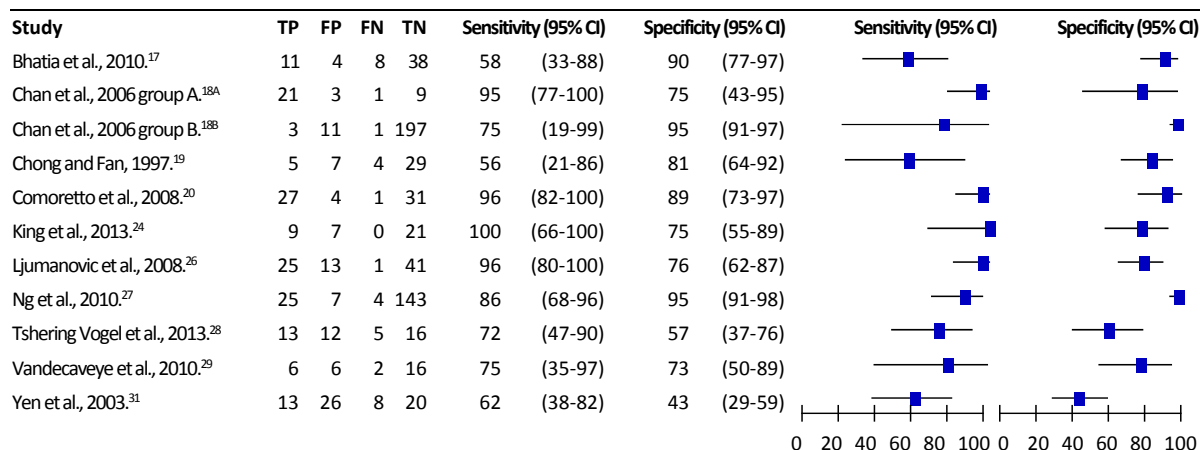 Study TP FP FN TN Sensitivity (95% CI) Specificity (95% CI) Sensitivity (95% CI) Specificity (95% CI)
Bhatia et al., 2010.17 11 4 8 38 58 (33-88) 90 (77-97)
Chan et al., 2006 group A.18A 21 3 1 9 95 (77-100) 75 (43-95)
Chan et al., 2006 group B.18B 3 11 1 197 75 (19-99) 95 (91-97)
Chong and Fan, 1997.19 5 7 4 29 56 (21-86) 81 (64-92)
Comoretto et al., 2008.20 27 4 1 31 96 (82-100) 89 (73-97)
King et al., 2013.24 9 7 0 21 100 (66-100) 75 (55-89)
Ljumanovic et al., 2008.26 25 13 1 41 96 (80-100) 76 (62-87)
Ng et al., 2010.27 25 7 4 143 86 (68-96) 95 (91-98)
Tshering Vogel et al., 2013.28 13 12 5 16 72 (47-90) 57 (37-76)
Vandecaveye et al., 2010.29 6 6 2 16 75 (35-97) 73 (50-89)
Yen et al., 2003.31 13 26 8 20 62 (38-82) 43 (29-59)
0 20 40 60 80 100 0 20 40 60 80 100